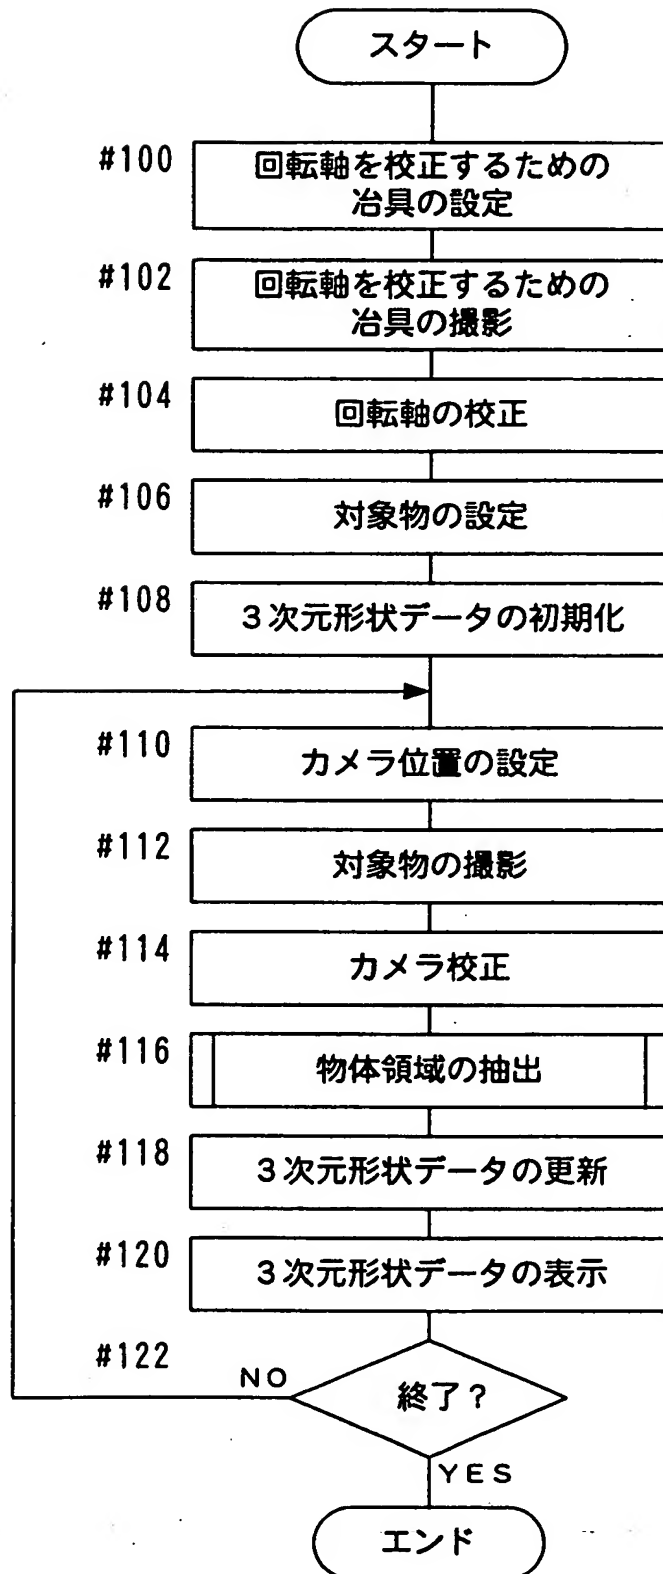 スタート
#100
回転軸を校正するための
冶具の設定
#102
回転軸を校正するための
冶具の撮影
#104
回転軸の校正
#106
対象物の設定
#108
3次元形状データの初期化
#110
カメラ位置の設定
#112
対象物の撮影
#114
カメラ校正
#116
物体領域の抽出
#118
3次元形状データの更新
#120
3次元形状データの表示
#122
NO
終了?
YES
エンド